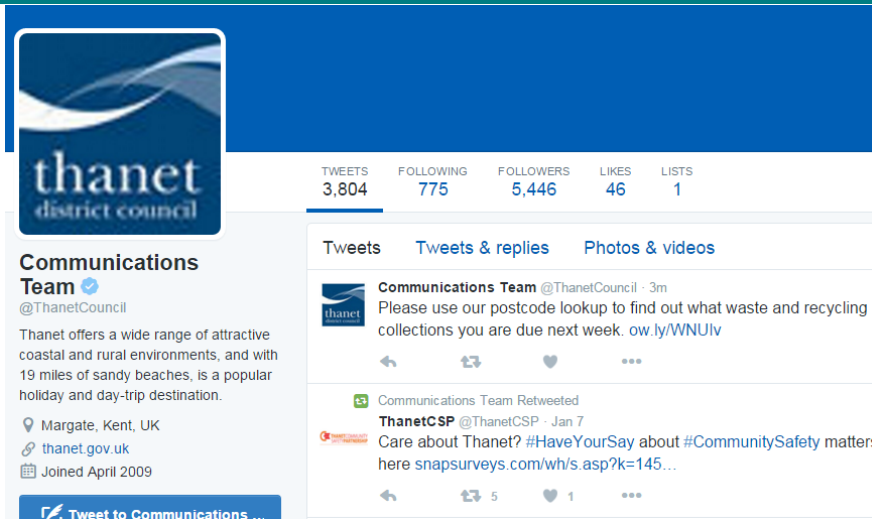 thanet
district council
TWEETS FOLLOWING FOLLOWERS LIKES LISTS
3,804 775 5,446 46 1
Communications
Team
@ThanetCouncil
Thanet offers a wide range of attractive
coastal and rural environments, and with
19 miles of sandy beaches, is a popular
holiday and day-trip destination.
Margate, Kent, UK
thanet.gov.uk
Joined April 2009
Tweet to Communications ...
Tweets Tweets & replies Photos & videos
thanet
district council
Communications Team @ThanetCouncil · 3m
Please use our postcode lookup to find out what waste and recycling
collections you are due next week. ow.ly/WNUIv
Communications Team Retweeted
ThanetCSP @ThanetCSP · Jan 7
Care about Thanet? #HaveYourSay about #CommunitySafety matters
here snapsurveys.com/wh/s.asp?k=145…
5 1